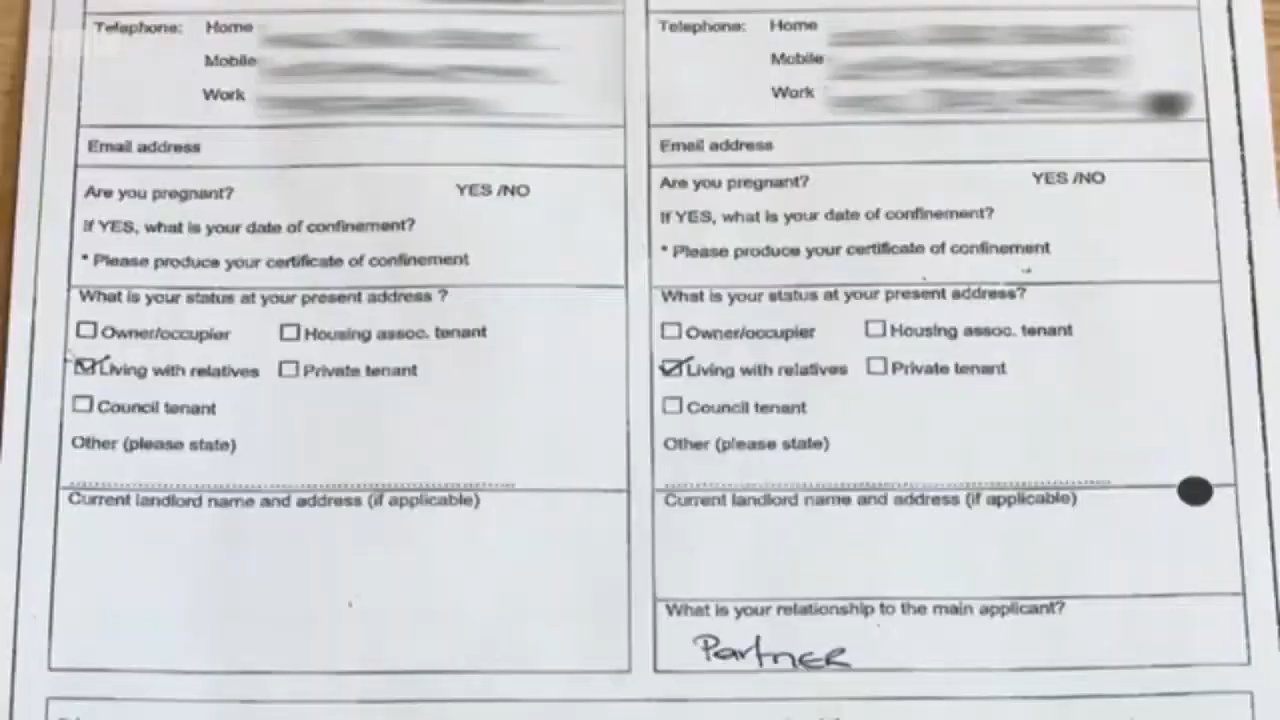 Telephone: Home
Mobile
Work
Email address
Are you pregnant? YES /NO
If YES, what is your date of confinement?
* Please produce your certificate of confinement
What is your status at your present address ?
Owner/occupier Housing assoc. tenant
Living with relatives Private tenant
Council tenant
Other (please state)
Current landlord name and address (if applicable)
Telephone: Home
Mobile
Work
Email address
Are you pregnant? YES /NO
If YES, what is your date of confinement?
* Please produce your certificate of confinement
What is your status at your present address?
Owner/occupier Housing assoc. tenant
Living with relatives Private tenant
Council tenant
Other (please state)
Current landlord name and address (if applicable)
What is your relationship to the main applicant?
Partner